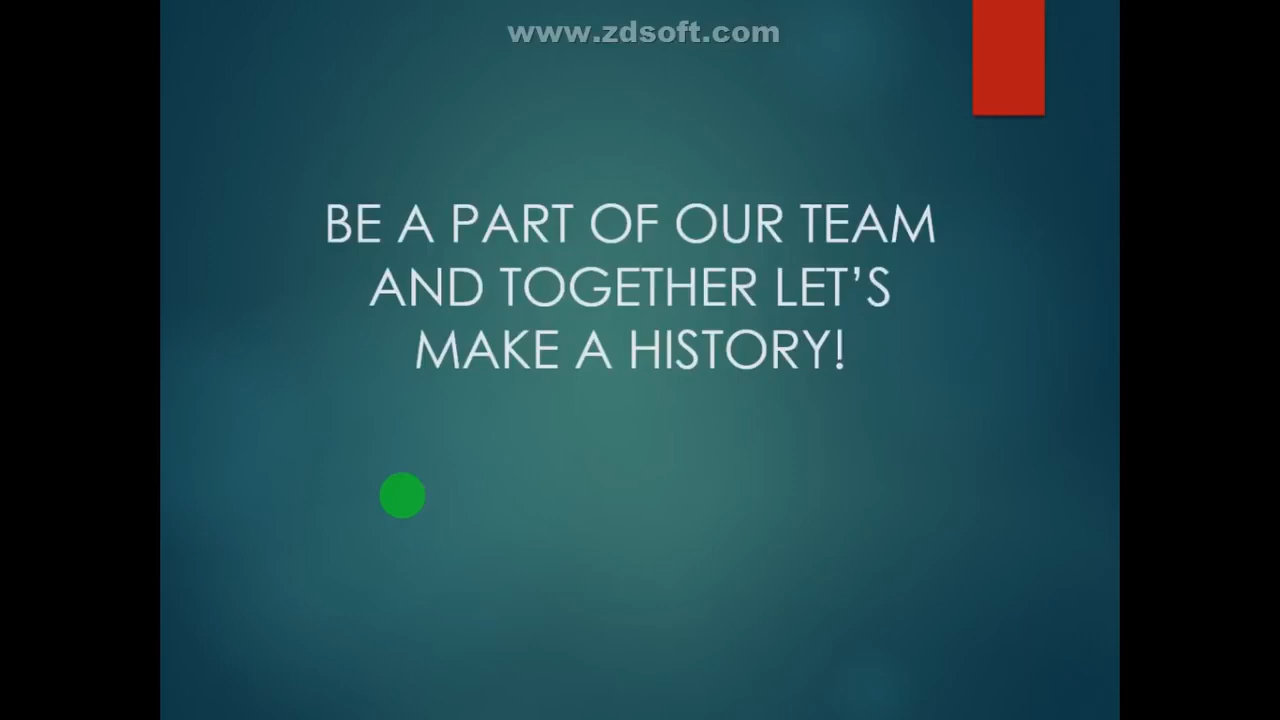 www.zdsoft.com
BE A PART OF OUR TEAM
AND TOGETHER LET’S
MAKE A HISTORY!